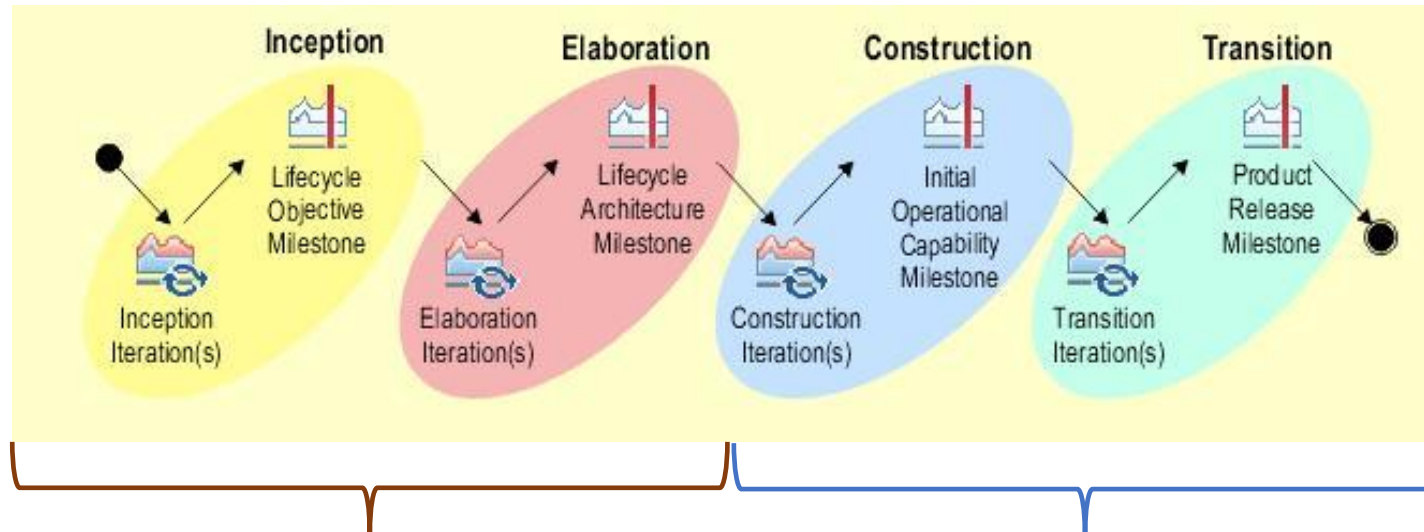 Inception
Elaboration
Construction
Transition
Lifecycle
Objective
Milestone
Inception
Iteration(s)
Lifecycle
Architecture
Milestone
Elaboration
Iteration(s)
Initial
Operational
Capability
Milestone
Construction
Iteration(s)
Product
Release
Milestone
Transition
Iteration(s)